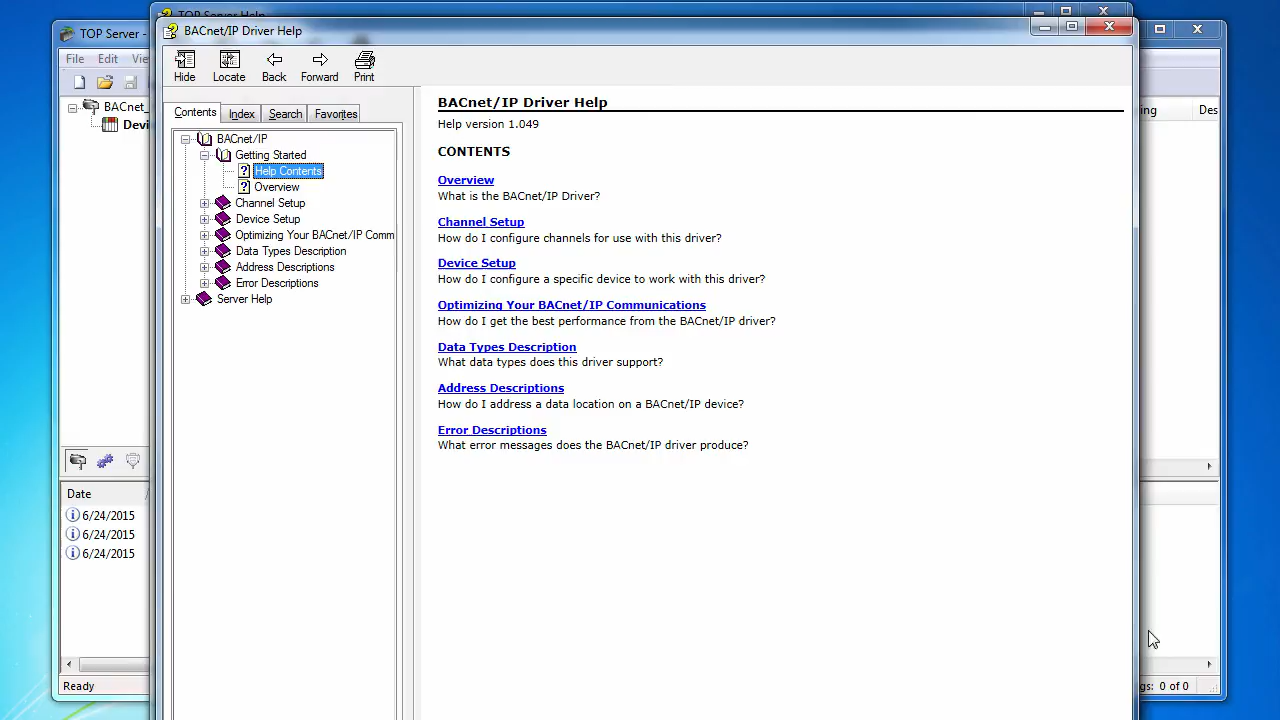 TOP Server Help
TOP Server -
BACnet/IP Driver Help
File Edit Vie
Hide Locate Back Forward Print
BACnet_
Devi
ing Des
Contents Index Search Favorites
BACnet/IP
Getting Started
Help Contents
Overview
Channel Setup
Device Setup
Optimizing Your BACnet/IP Comm
Data Types Description
Address Descriptions
Error Descriptions
Server Help
BACnet/IP Driver Help
Help version 1.049
CONTENTS
Overview
What is the BACnet/IP Driver?
Channel Setup
How do I configure channels for use with this driver?
Device Setup
How do I configure a specific device to work with this driver?
Optimizing Your BACnet/IP Communications
How do I get the best performance from the BACnet/IP driver?
Data Types Description
What data types does this driver support?
Address Descriptions
How do I address a data location on a BACnet/IP device?
Error Descriptions
What error messages does the BACnet/IP driver produce?
Date
6/24/2015
6/24/2015
6/24/2015
Ready
gs: 0 of 0